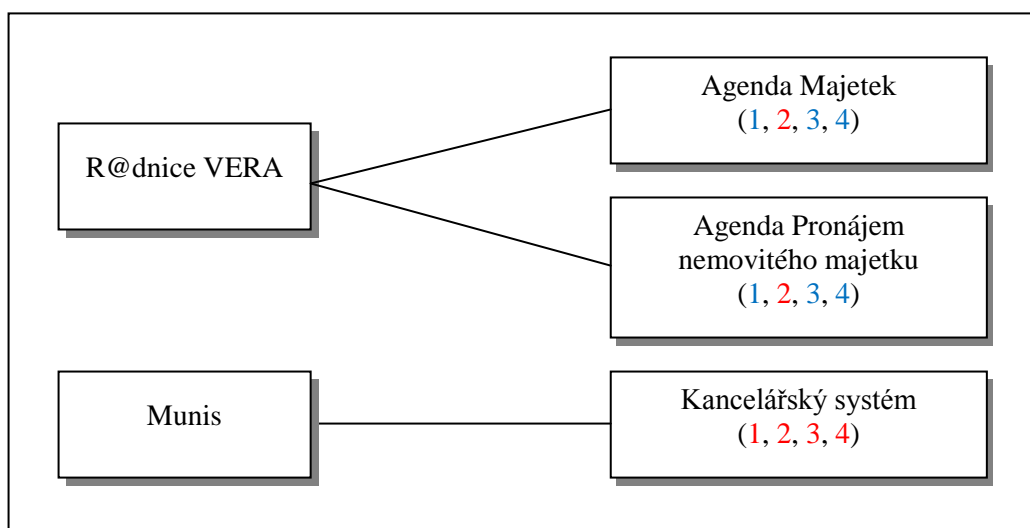 R@dnice VERA
Agenda Majetek
(1, 2, 3, 4)
Agenda Pronájem
nemovitého majetku
(1, 2, 3, 4)
Munis
Kancelářský systém
(1, 2, 3, 4)